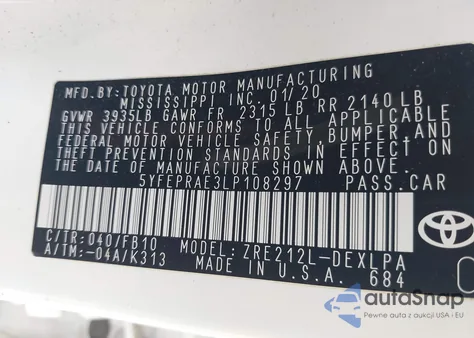 MFD.BY:TOYOTA MOTOR MANUFACTURING
MISSISSIPPI INC. 01/20
GVWR 3935LB GAWR FR 2315 LB RR 2140LB
THIS VEHICLE CONFORMS TO ALL APPLICABLE
FEDERAL MOTOR VEHICLE SAFETY, BUMPER, AND
THEFT PREVENTION STANDARDS IN EFFECT ON
THE DATE OF MANUFACTURE SHOWN ABOVE.
5YFEPRAE3LP108297 PASS.CAR
C/TR:040/FB10 MODEL:ZRE212L-DEXLPA
A/TM:-04A/K313 MADE IN U.S.A. 684
TOYOTA
autoSnap
Pewne auta z aukcji USA i EU